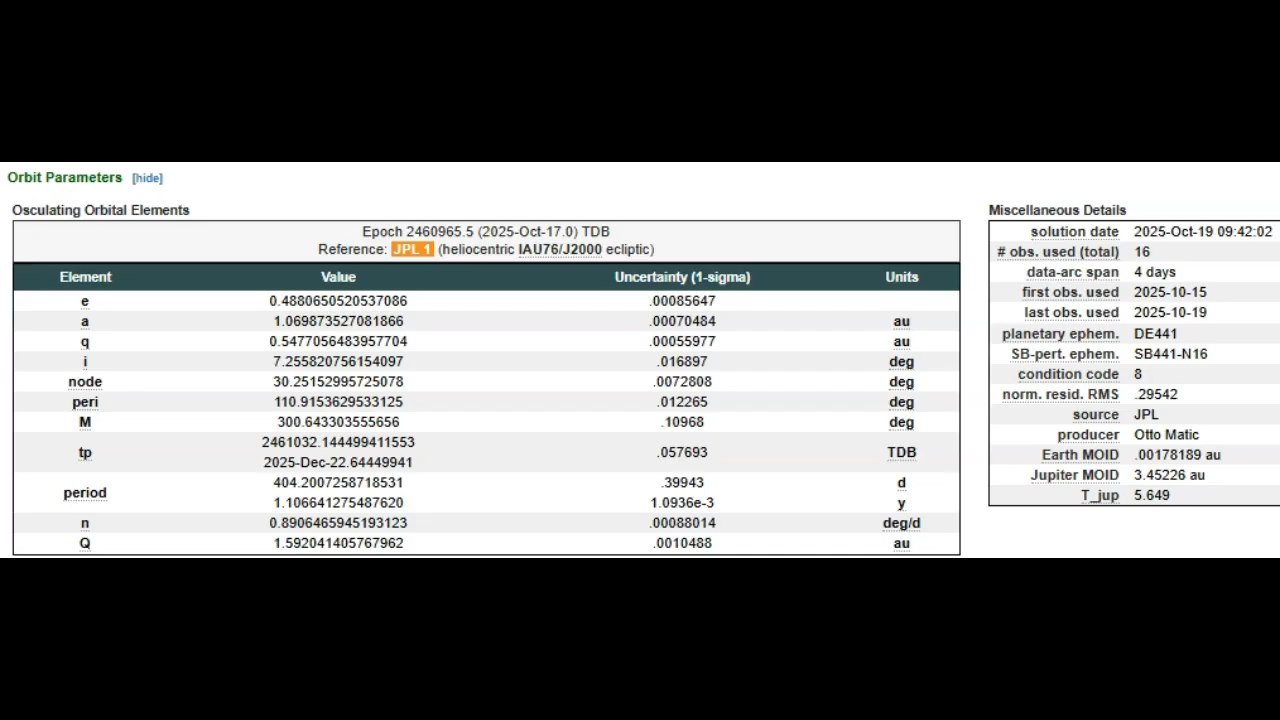 Orbit Parameters [hide]
Osculating Orbital Elements
Epoch 2460965.5 (2025-Oct-17.0) TDB
Reference: JPL 1 (heliocentric IAU76/J2000 ecliptic)
Element Value Uncertainty (1-sigma) Units
e 0.4880650520537086 .00085647
a 1.069873527081866 .00070484 au
q 0.5477056483957704 .00055977 au
i 7.255820756154097 .016897 deg
node 30.25152995725078 .0072808 deg
peri 110.9153629533125 .012265 deg
M 300.643303555656 .10968 deg
tp 2461032.144499411553 .057693 TDB
2025-Dec-22.64449941
period 404.2007258718531 .39943 d
1.106641275487620 1.0936e-3 y
n 0.8906465945193123 .00088014 deg/d
Q 1.592041405767962 .0010488 au
Miscellaneous Details
solution date 2025-Oct-19 09:42:02
# obs. used (total) 16
data-arc span 4 days
first obs. used 2025-10-15
last obs. used 2025-10-19
planetary ephem. DE441
SB-pert. ephem. SB441-N16
condition code 8
norm. resid. RMS .29542
source JPL
producer Otto Matic
Earth MOID .00178189 au
Jupiter MOID 3.45226 au
T_jup 5.649